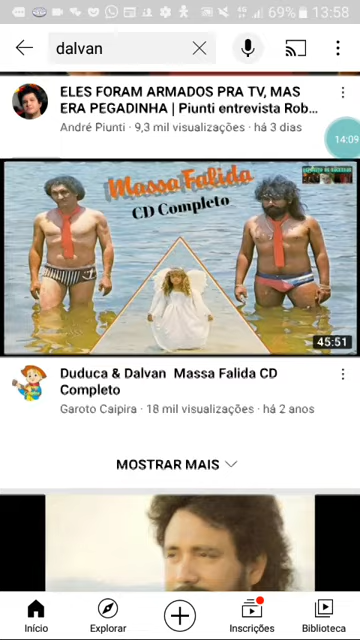 69% 13:58
dalvan
ELES FORAM ARMADOS PRA TV, MAS
ERA PEGADINHA | Piunti entrevista Rob...
André Piunti · 9,3 mil visualizações · há 3 dias
14:09
Massa Falida
CD Completo
45:51
Duduca & Dalvan Massa Falida CD
Completo
Garoto Caipira · 18 mil visualizações · há 2 anos
MOSTRAR MAIS
Início
Explorar
Inscrições
Biblioteca